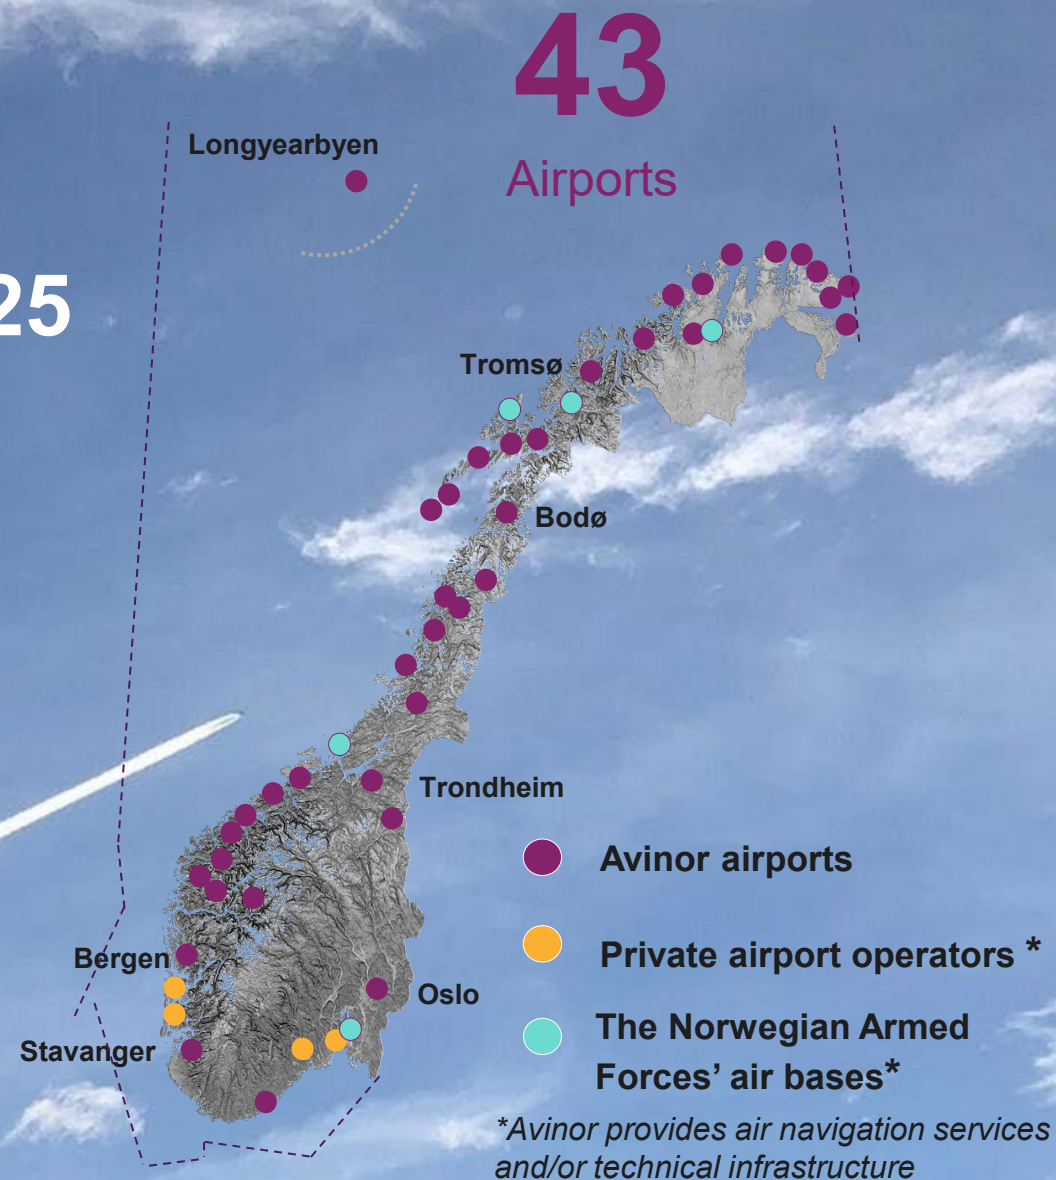 43
Airports
Longyearbyen
25
Tromsø
Bodø
Trondheim
Avinor airports
Bergen
Private airport operators *
Oslo
The Norwegian Armed
Forces’ air bases*
Stavanger
*Avinor provides air navigation services
and/or technical infrastructure